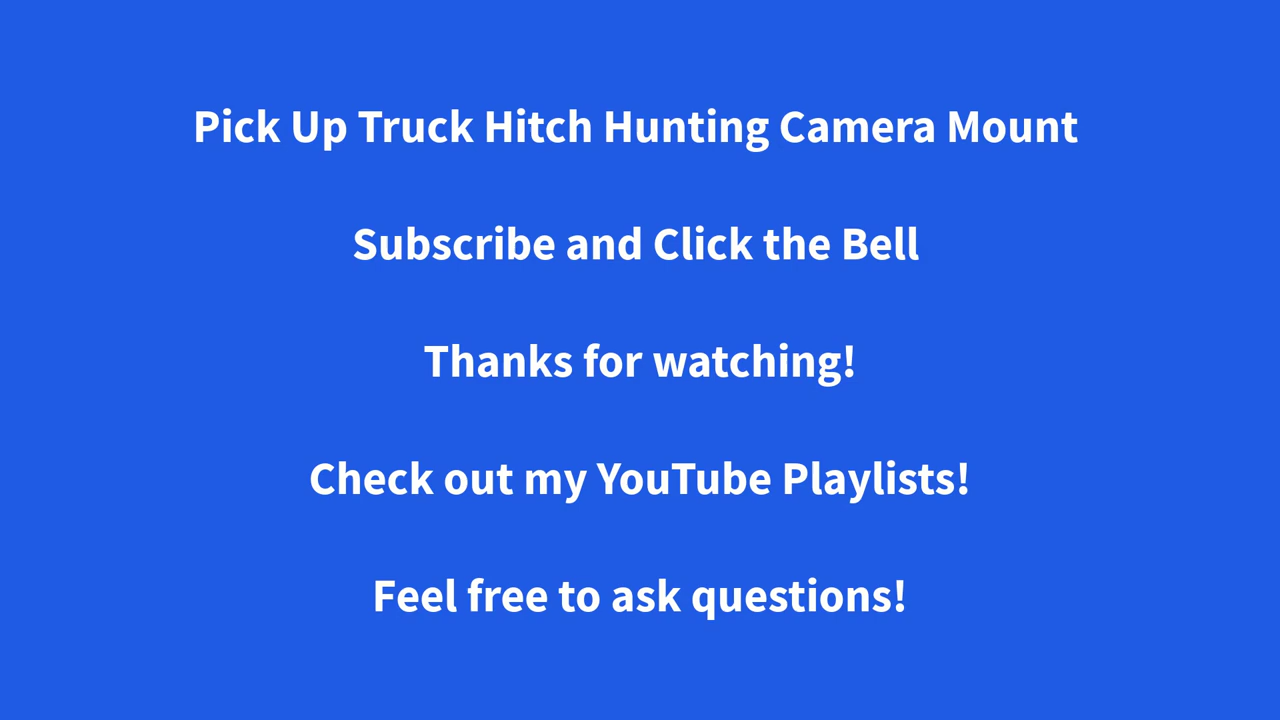 Pick Up Truck Hitch Hunting Camera Mount
Subscribe and Click the Bell
Thanks for watching!
Check out my YouTube Playlists!
Feel free to ask questions!